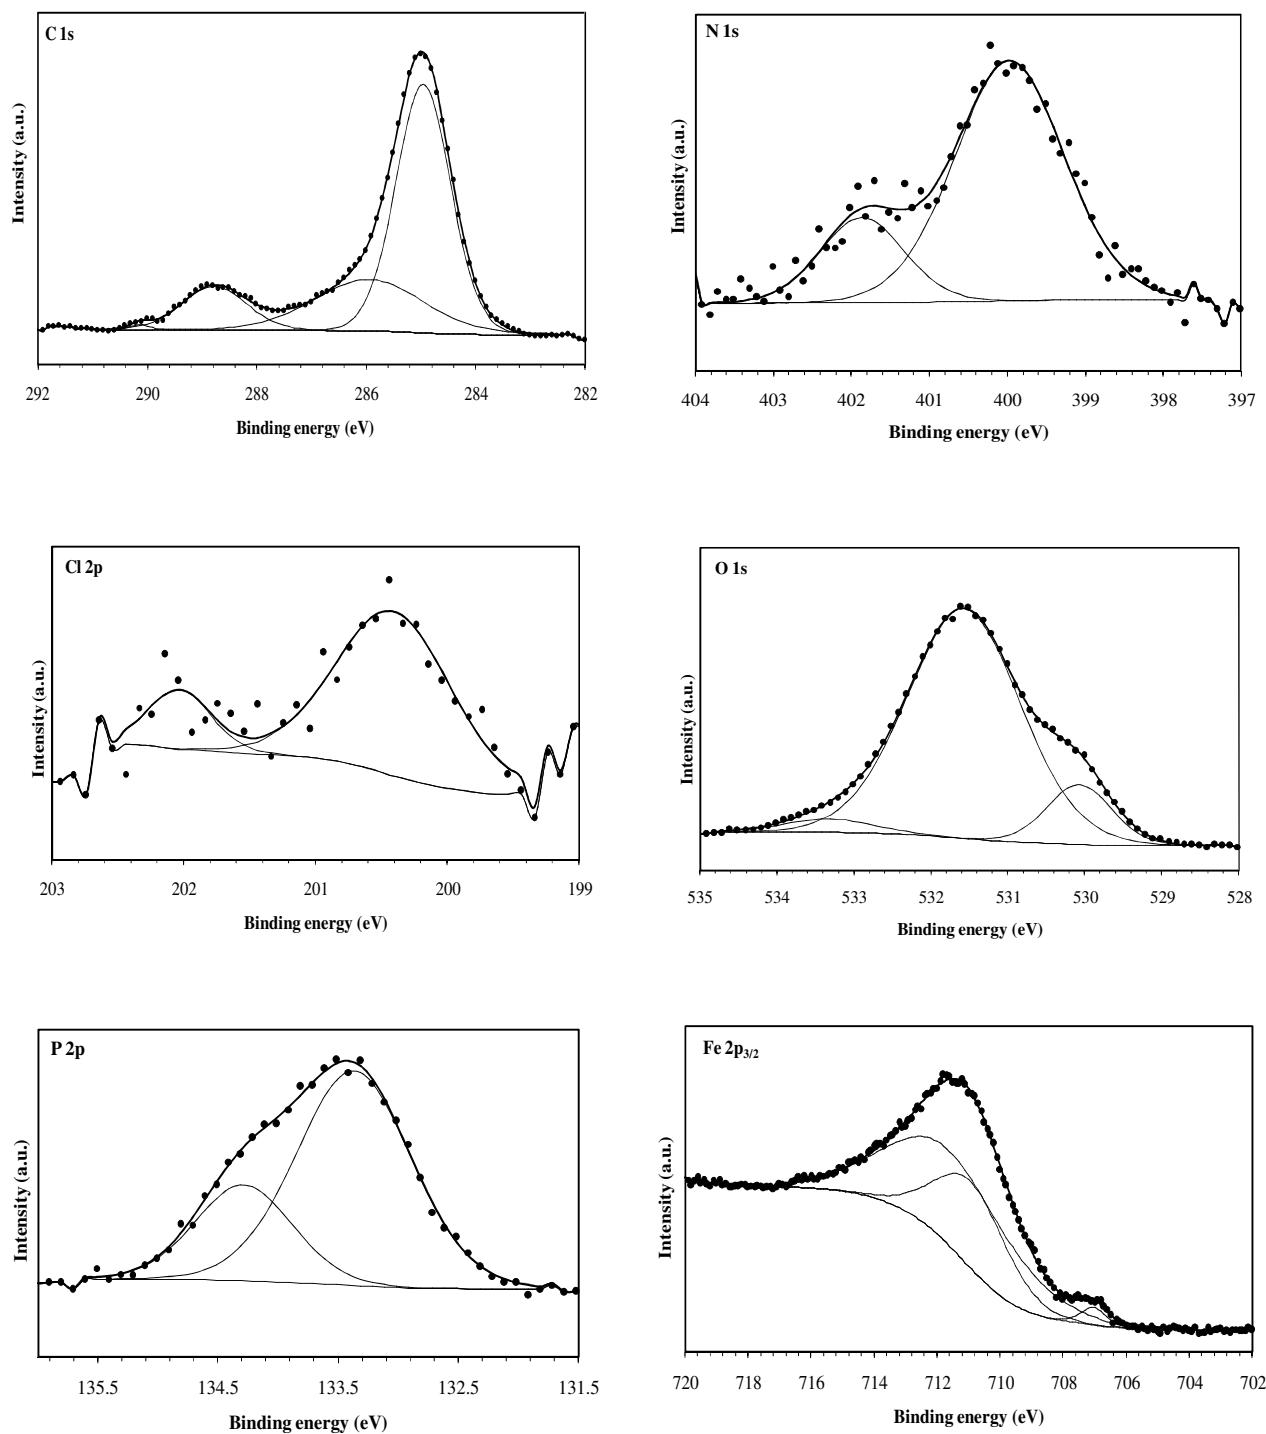 C 1s
Intensity (a.u.)
292 290 288 286 284 282
Binding energy (eV)
N 1s
Intensity (a.u.)
404 403 402 401 400 399 398 397
Binding energy (eV)
Cl 2p
Intensity (a.u.)
203 202 201 200 199
Binding energy (eV)
O 1s
Intensity (a.u.)
535 534 533 532 531 530 529 528
Binding energy (eV)
P 2p
Intensity (a.u.)
135.5 134.5 133.5 132.5 131.5
Binding energy (eV)
Fe 2p3/2
Intensity (a.u.)
720 718 716 714 712 710 708 706 704 702
Binding energy (eV)